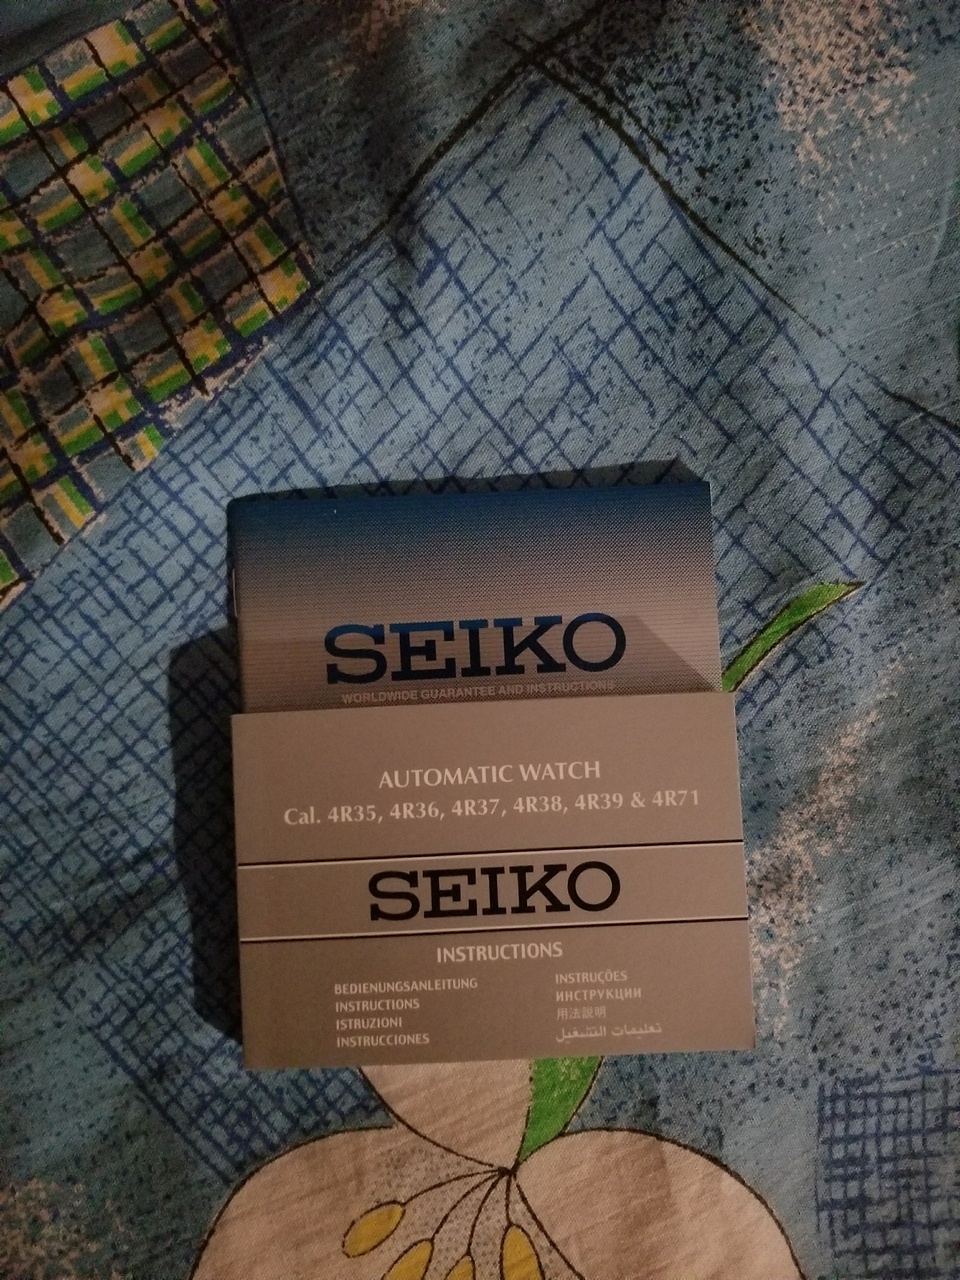 SEIKO
WORLDWIDE GUARANTEE AND INSTRUCTIONS
AUTOMATIC WATCH
Cal. 4R35, 4R36, 4R37, 4R38, 4R39 & 4R71
SEIKO
INSTRUCTIONS
BEDIENUNGSANLEITUNG
INSTRUCTIONS
ISTRUZIONI
INSTRUCCIONES
INSTRUÇÕES
ИНСТРУКЦИИ
用法說明
تعليمات التشغيل